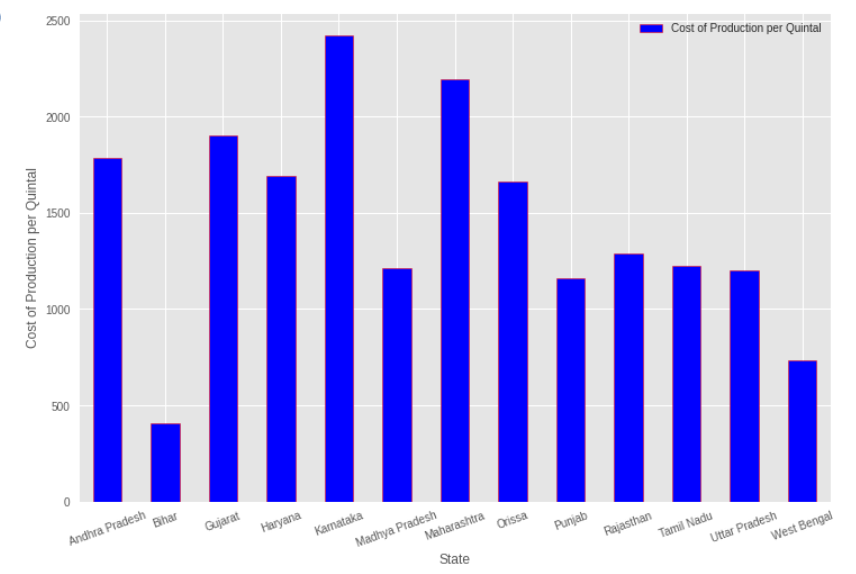 2500
Cost of Production per Quintal
2000
1500
1000
500
0
Cost of Production per Quintal
Andhra Pradesh
Bihar
Gujarat
Haryana
Karnataka
Madhya Pradesh
Maharashtra
Orissa
Punjab
Rajasthan
Tamil Nadu
Uttar Pradesh
West Bengal
State